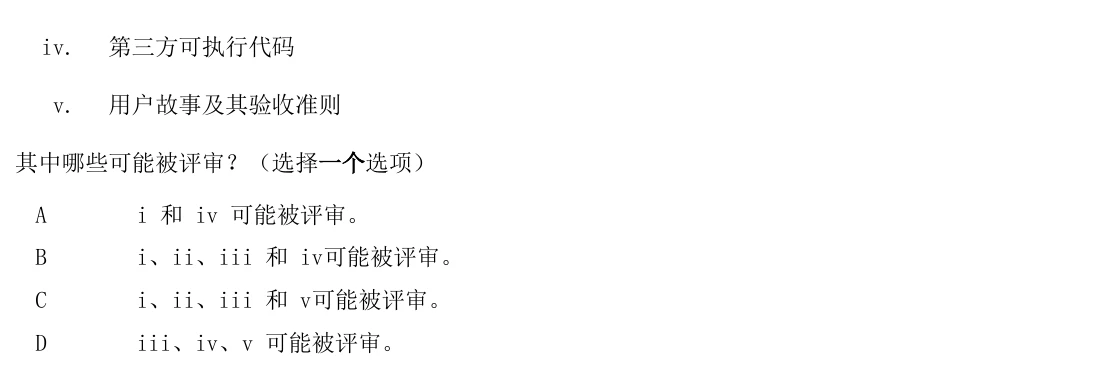 iv. 第三方可执行代码
v. 用户故事及其验收准则
其中哪些可能被评审？（选择一个选项）
A i 和 iv 可能被评审。
B i、ii、iii 和 iv可能被评审。
C i、ii、iii 和 v可能被评审。
D iii、iv、v 可能被评审。